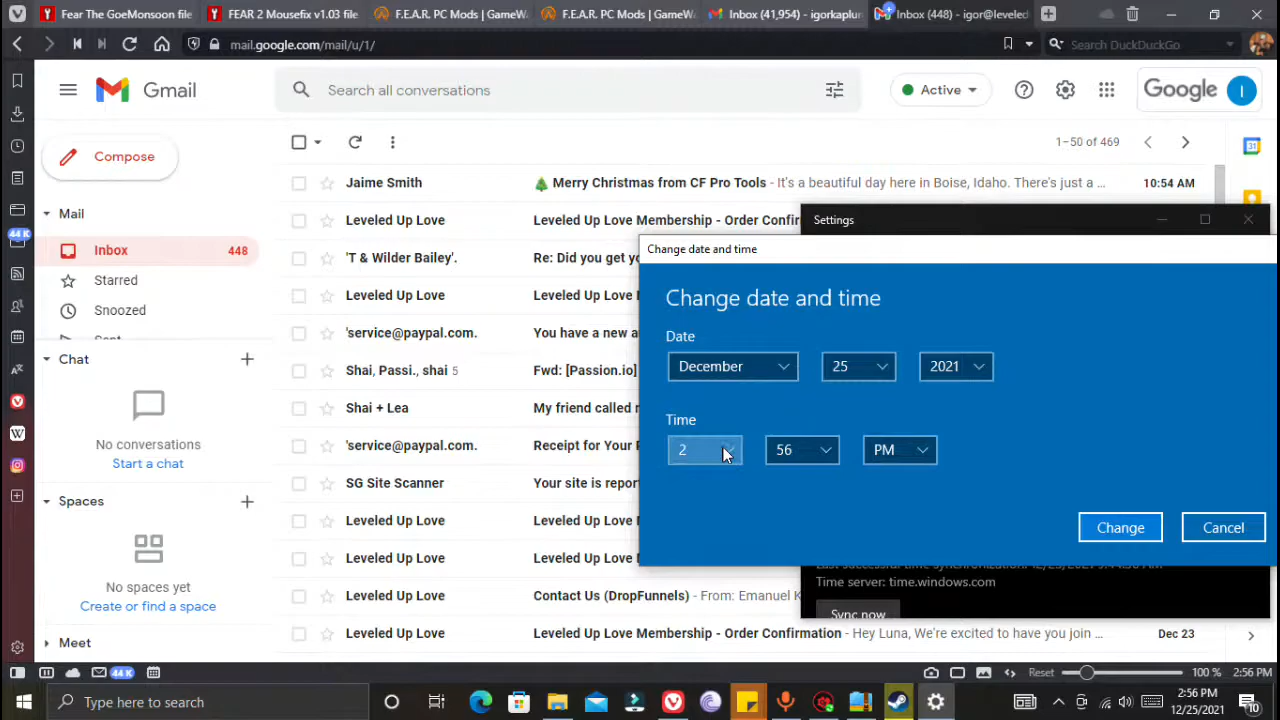 Fear The GoeMonsoon file
FEAR 2 Mousefix v1.03 file
F.E.A.R. PC Mods | GameWa
F.E.A.R. PC Mods | GameWa
Inbox (41,954) - igorkaplun
Inbox (448) - igor@leveled
mail.google.com/mail/u/1/
Search DuckDuckGo
Gmail
Search all conversations
Active
Google
I
Compose
1–50 of 469
Mail
Inbox 448
Starred
Snoozed
Chat
No conversations
Start a chat
Spaces
No spaces yet
Create or find a space
Meet
44 K
Jaime Smith
Merry Christmas from CF Pro Tools - It's a beautiful day here in Boise, Idaho. There's just a ...
10:54 AM
Leveled Up Love
Leveled Up Love Membership - Order Confir
'T & Wilder Bailey'.
Re: Did you get yo
Leveled Up Love
Leveled Up Love
'service@paypal.com.
You have a new a
Shai, Passi., shai 5
Fwd: [Passion.io]
Shai + Lea
My friend called
'service@paypal.com.
Receipt for Your
SG Site Scanner
Your site is report
Leveled Up Love
Leveled Up Love
Leveled Up Love
Leveled Up Love
Leveled Up Love
Contact Us (DropFunnels) - From: Emanuel K
Leveled Up Love
Leveled Up Love Membership - Order Confirmation - Hey Luna, We're excited to have you join ...
Dec 23
Settings
Change date and time
Change date and time
Date
December 25 2021
Time
2 56 PM
Change Cancel
Time server: time.windows.com
Sync now
44 K
Reset 100 % 2:56 PM
Type here to search
2:56 PM
12/25/2021
10